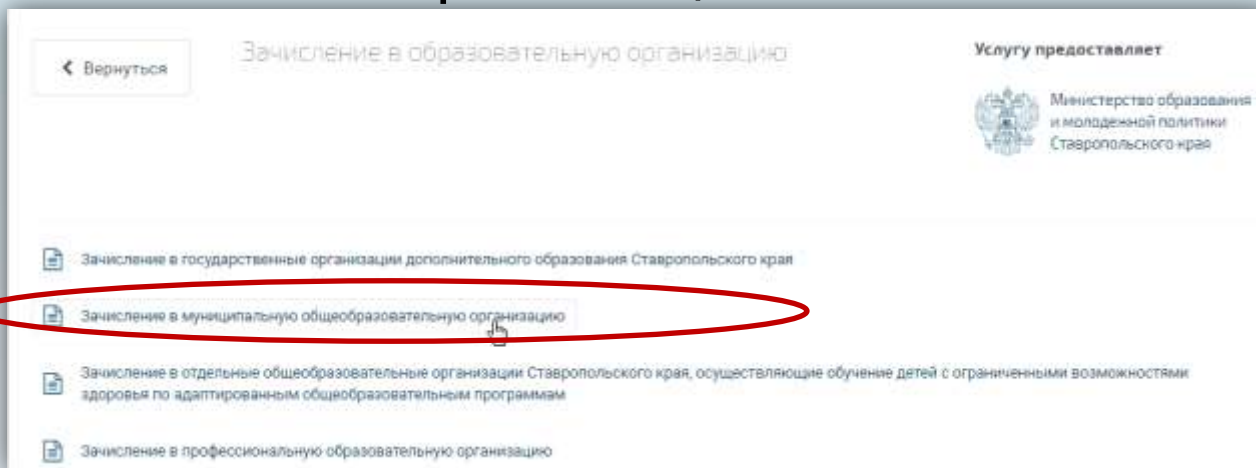 Вернуться
Зачисление в образовательную организацию
Услугу предоставляет
Министерство образования
и молодежной политики
Ставропольского края
Зачисление в государственные организации дополнительного образования Ставропольского края
Зачисление в муниципальную общеобразовательную организацию
Зачисление в отдельные общеобразовательные организации Ставропольского края, осуществляющие обучение детей с ограниченными возможностями
здоровья по адаптированным общеобразовательным программам
Зачисление в профессиональную образовательную организацию